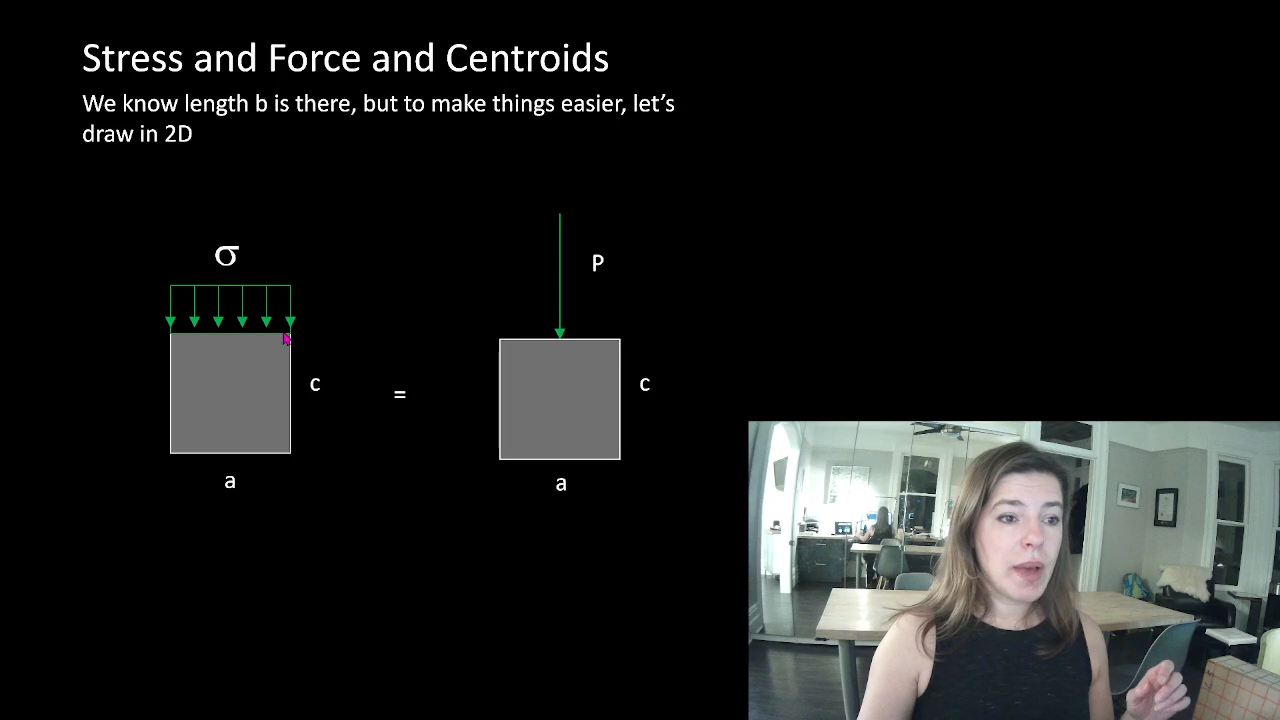 Stress and Force and Centroids
We know length b is there, but to make things easier, let's
draw in 2D
σ
P
c
=
c
a
a